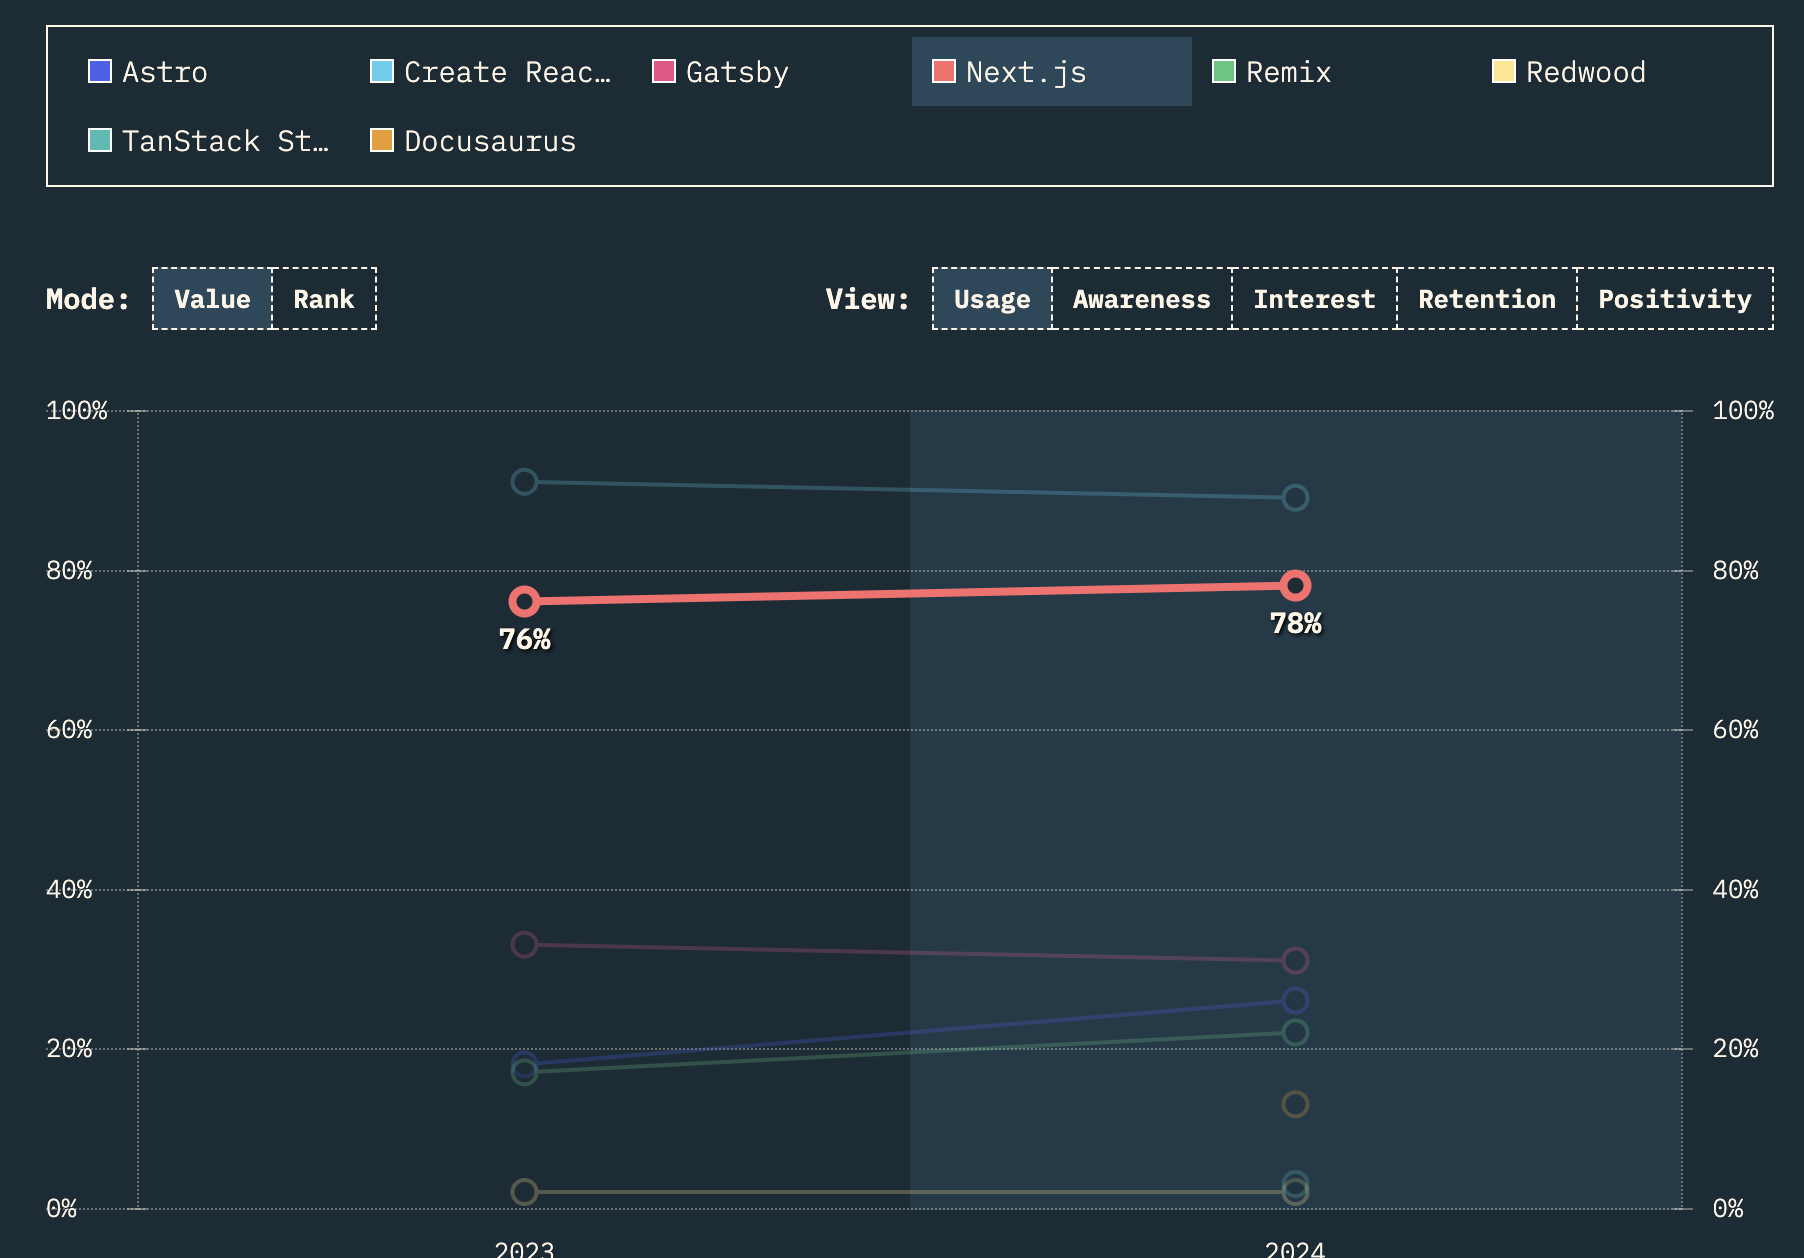 Astro
Create Reac…
Gatsby
Next.js
Remix
Redwood
TanStack St…
Docusaurus
Mode: Value Rank
View: Usage Awareness Interest Retention Positivity
100% 100%
80% 80%
76% 78%
60% 60%
40% 40%
20% 20%
0% 0%
2023 2024